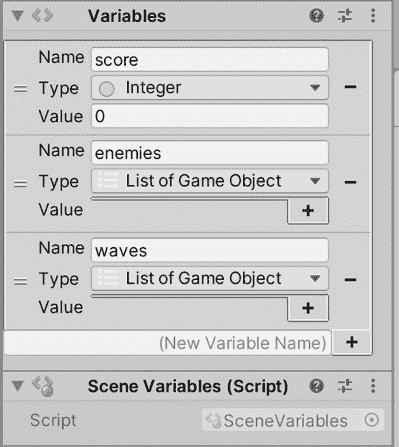 Variables
Name score
Type Integer
Value 0
Name enemies
Type List of Game Object
Value
Name waves
Type List of Game Object
Value
(New Variable Name)
Scene Variables (Script)
Script SceneVariables